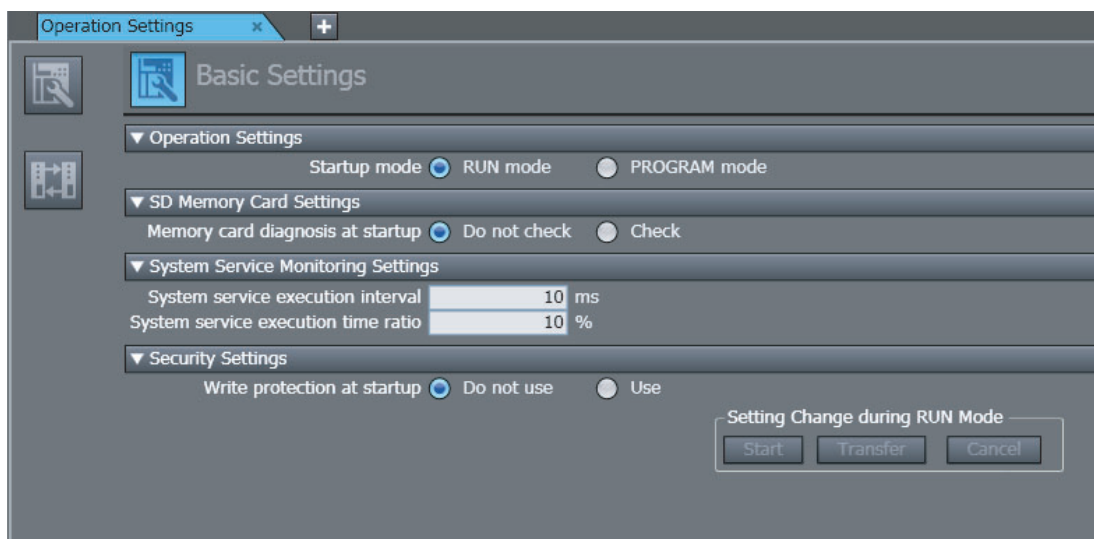 Operation Settings
Basic Settings
Operation Settings
Startup mode RUN mode PROGRAM mode
SD Memory Card Settings
Memory card diagnosis at startup Do not check Check
System Service Monitoring Settings
System service execution interval 10 ms
System service execution time ratio 10 %
Security Settings
Write protection at startup Do not use Use
Setting Change during RUN Mode
Start Transfer Cancel